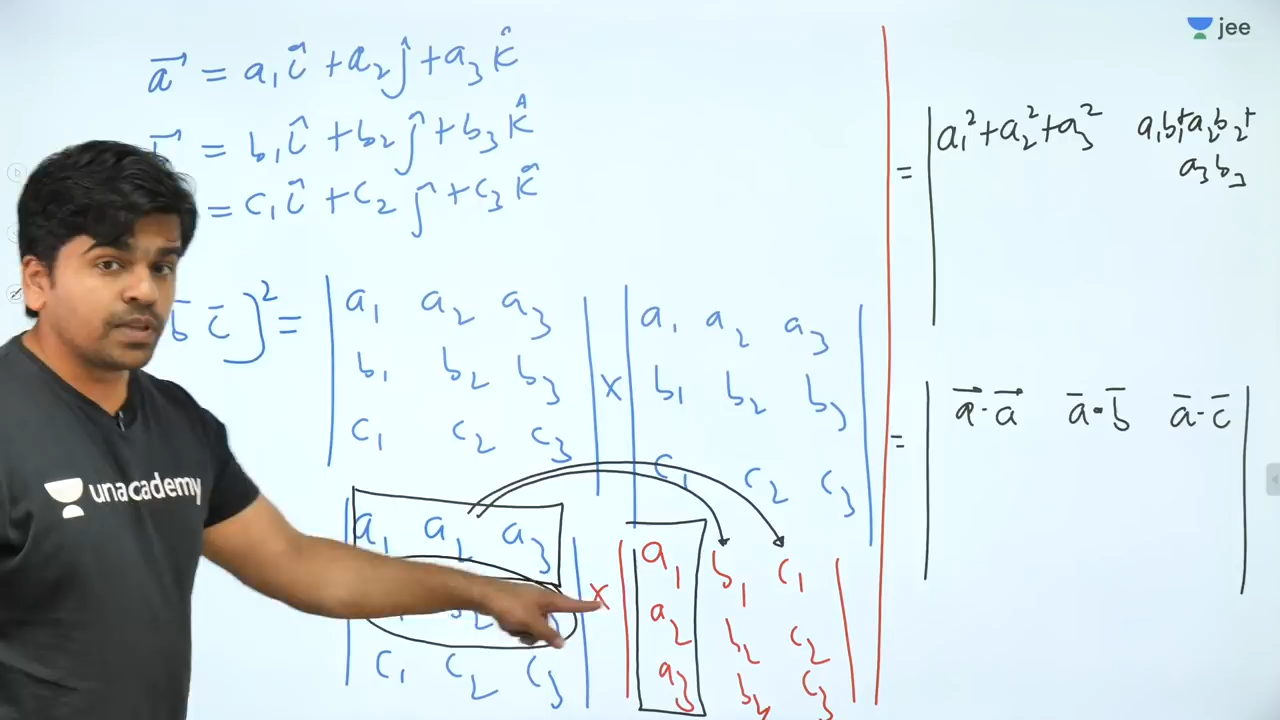 jee
a⃗ = a₁î + a₂ĵ + a₃k̂
= b₁î + b₂ĵ + b₃k̂
= c₁î + c₂ĵ + c₃k̂
= | a₁² + a₂² + a₃² a₁b₁ + a₂b₂ +
a₃b₃
b̄ c̄ ]² = | a₁ a₂ a₃ | × | a₁ a₂ a₃ |
b₁ b₂ b₃ b₁ b₂ b₃
c₁ c₂ c₃ c₁ c₂ c₃
= | a⃗·a⃗ ā·b̄ ā·c̄ |
unacademy
| a₁ a₂ a₃ | × | a₁ b₁ c₁ |
a₂ b₂ c₂
c₁ c₂ c₃ a₃ b₃ c₃